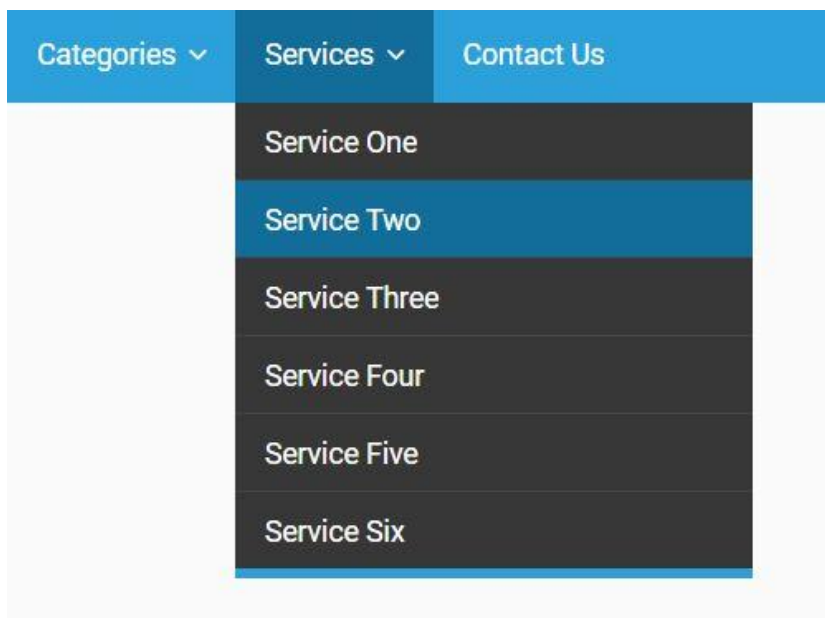 Categories Services Contact Us
Service One
Service Two
Service Three
Service Four
Service Five
Service Six